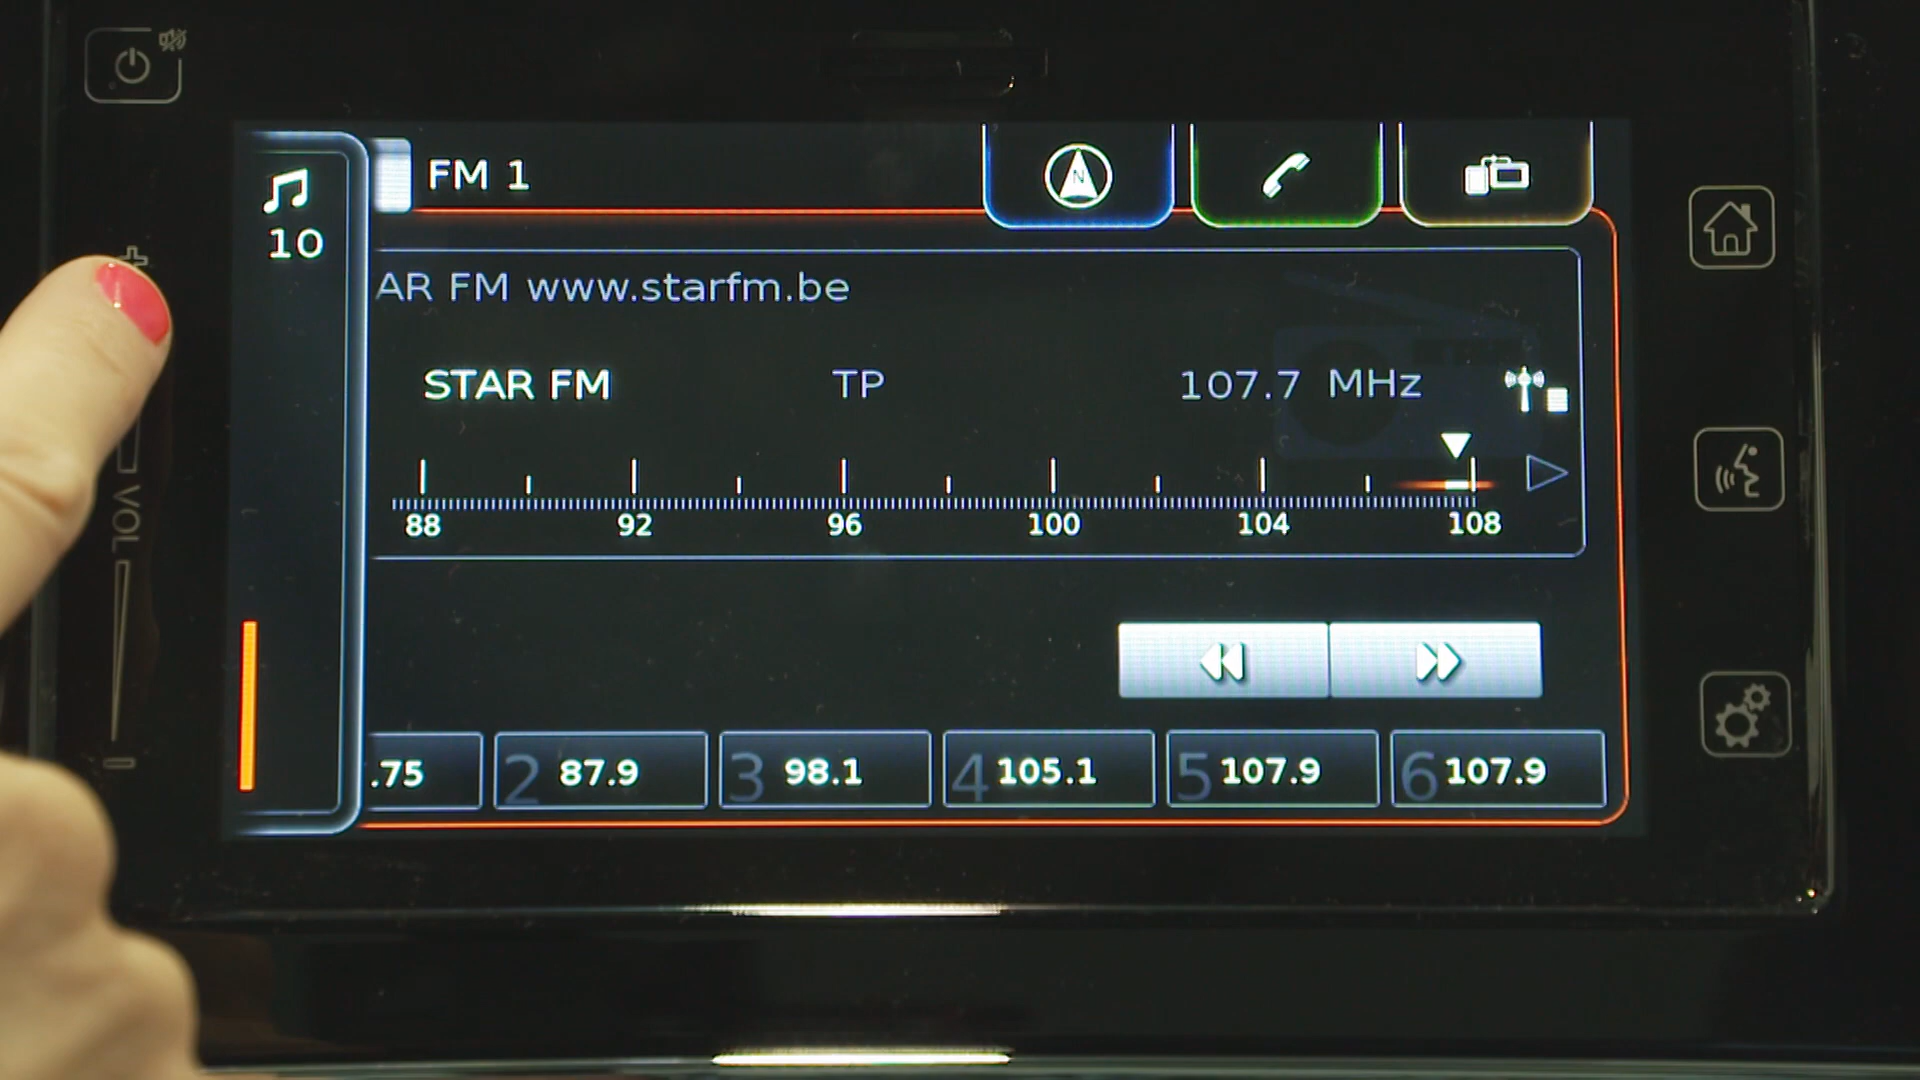 FM 1
N
10
AR FM www.starfm.be
STAR FM TP 107.7 MHz
88 92 96 100 104 108
VOL
.75 2 87.9 3 98.1 4 105.1 5 107.9 6 107.9